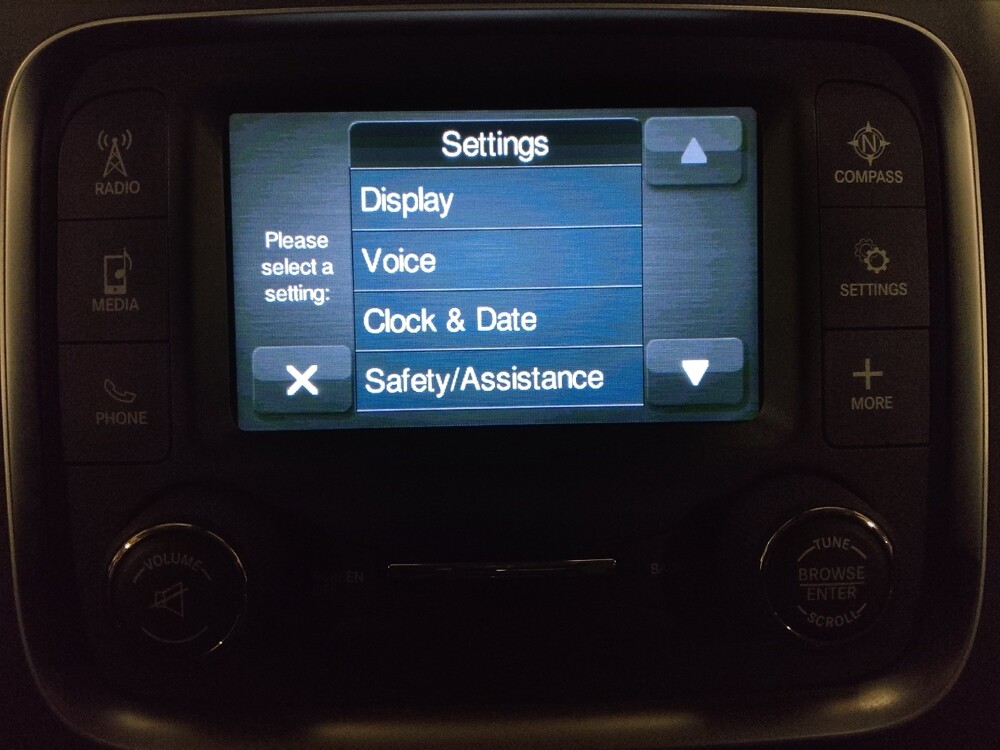 Settings
Display
Voice
Clock & Date
Safety/Assistance
Please
select a
setting:
RADIO
MEDIA
PHONE
N
COMPASS
SETTINGS
MORE
VOLUME
TUNE
BROWSE
ENTER
SCROLL